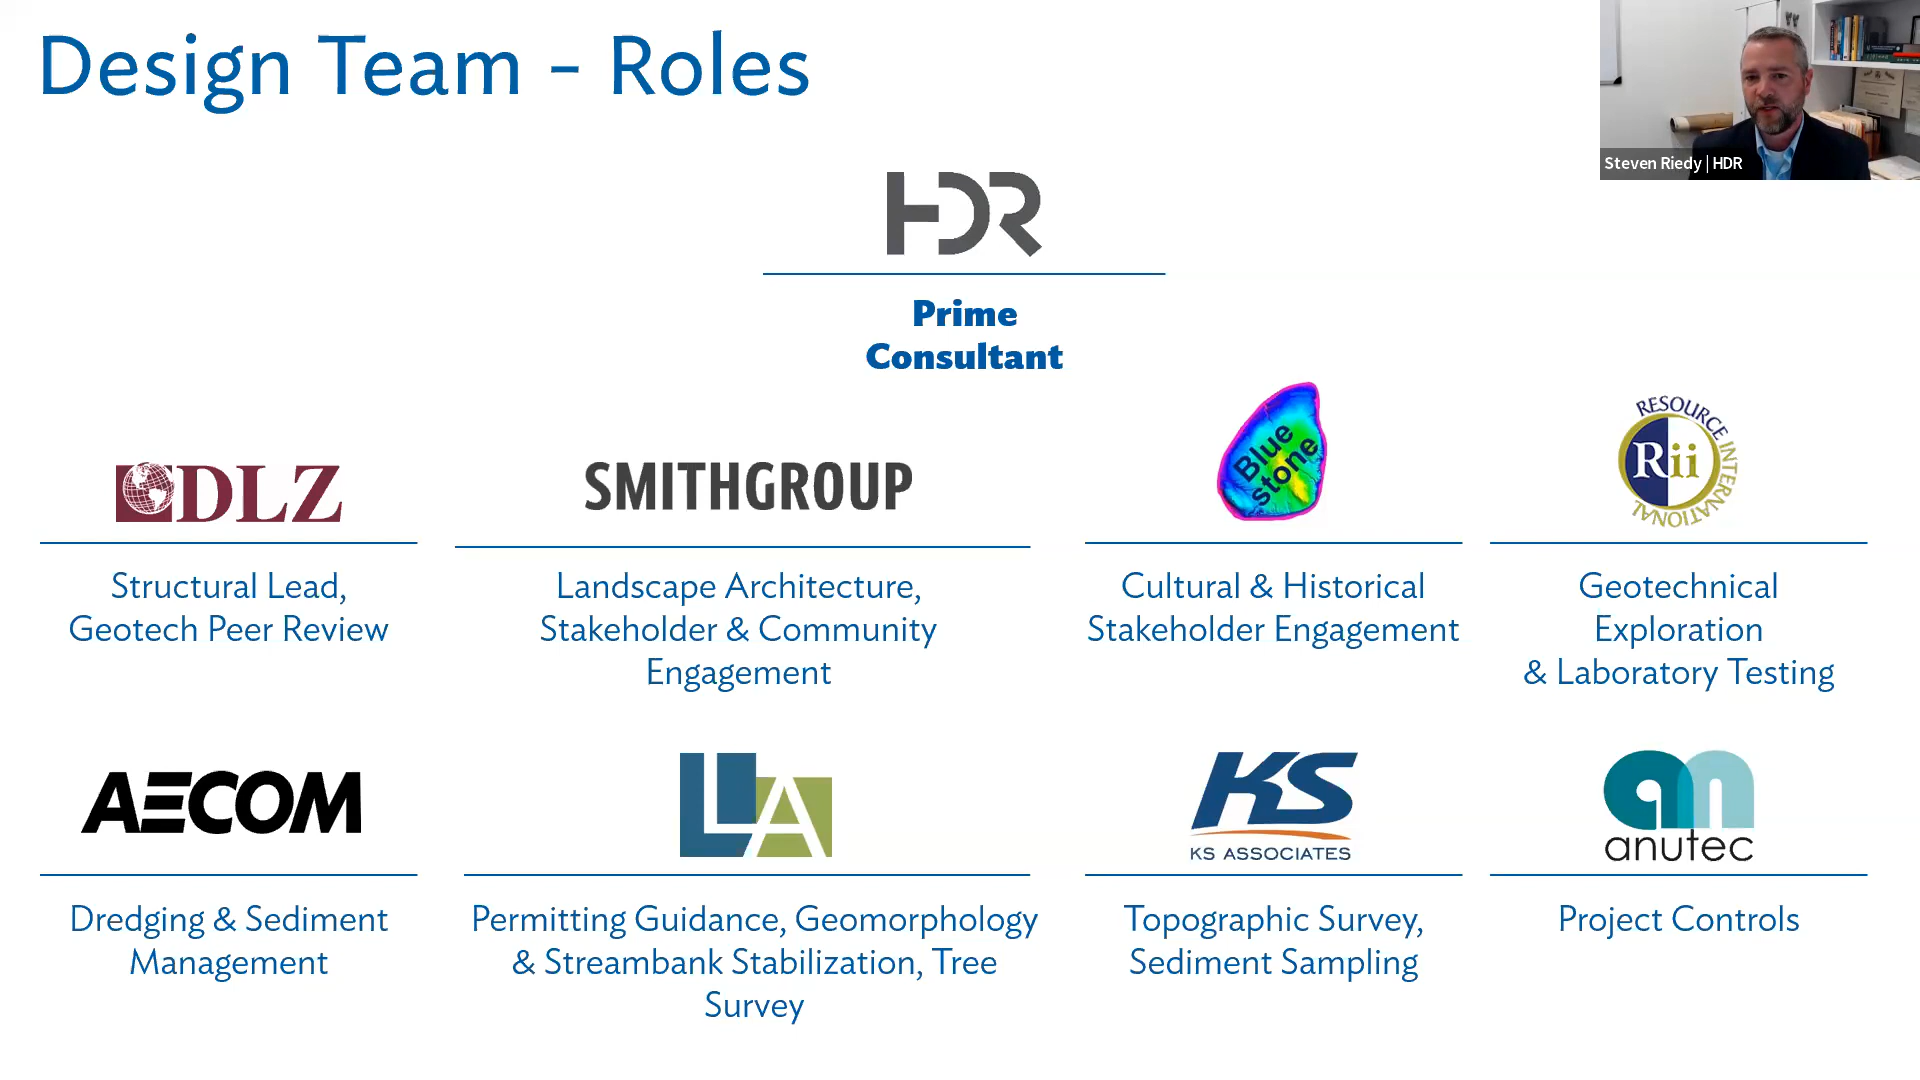 Design Team - Roles
Steven Riedy | HDR
HDR
Prime
Consultant
DLZ
Structural Lead,
Geotech Peer Review
SMITHGROUP
Landscape Architecture,
Stakeholder & Community
Engagement
Blue
stone
Cultural & Historical
Stakeholder Engagement
RESOURCE INTERNATIONAL
Rii
Geotechnical
Exploration
& Laboratory Testing
AECOM
Dredging & Sediment
Management
LA
Permitting Guidance, Geomorphology
& Streambank Stabilization, Tree
Survey
KS
KS ASSOCIATES
Topographic Survey,
Sediment Sampling
an
anutec
Project Controls